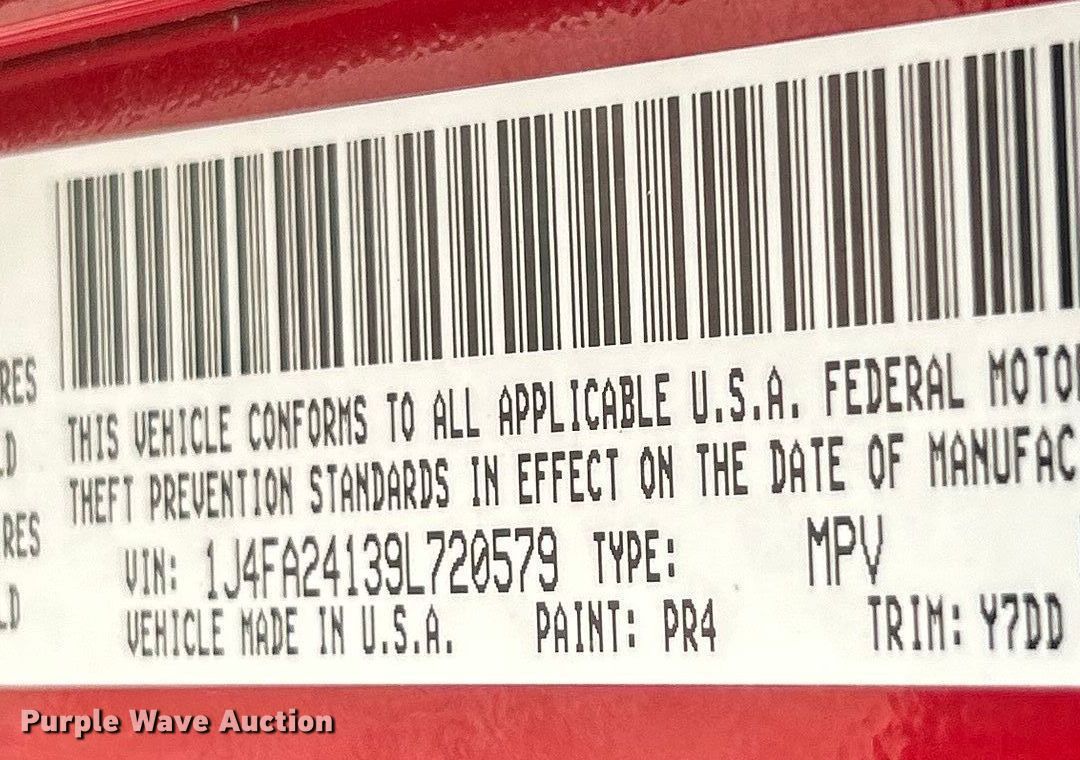 RES
LD
RES
LD
THIS VEHICLE CONFORMS TO ALL APPLICABLE U.S.A. FEDERAL MOTO
THEFT PREVENTION STANDARDS IN EFFECT ON THE DATE OF MANUFAC
VIN: 1J4FA24139L720579 TYPE: MPV
VEHICLE MADE IN U.S.A. PAINT: PR4 TRIM: Y7DD
Purple Wave Auction